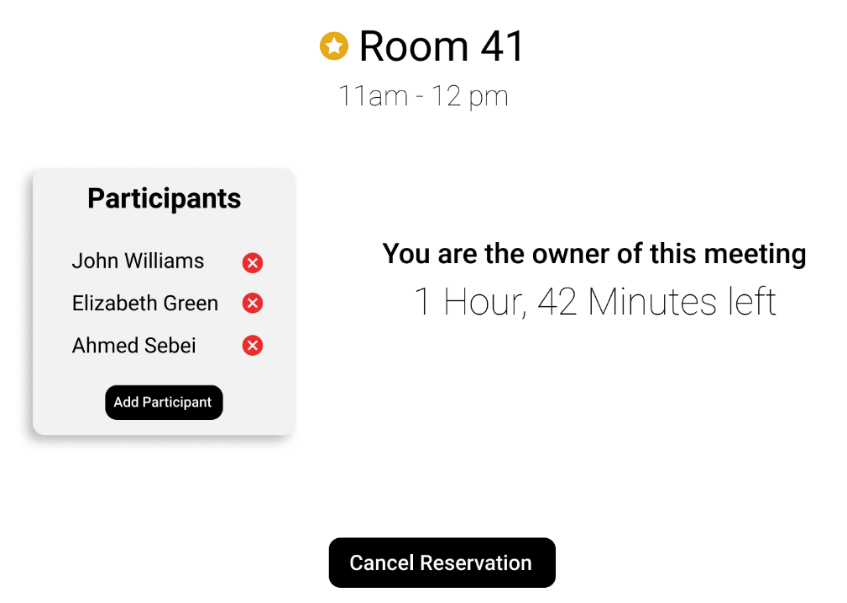 Room 41
11am - 12 pm
Participants
John Williams
Elizabeth Green
Ahmed Sebei
Add Participant
You are the owner of this meeting
1 Hour, 42 Minutes left
Cancel Reservation